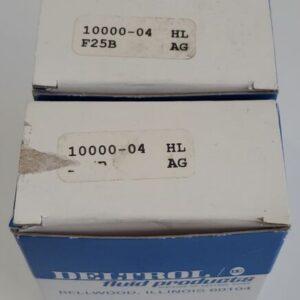 10000-04 HL
F25B AG
10000-04 HL
AG
DELTROL
fluid products
BELLWOOD, ILLINOIS 60104